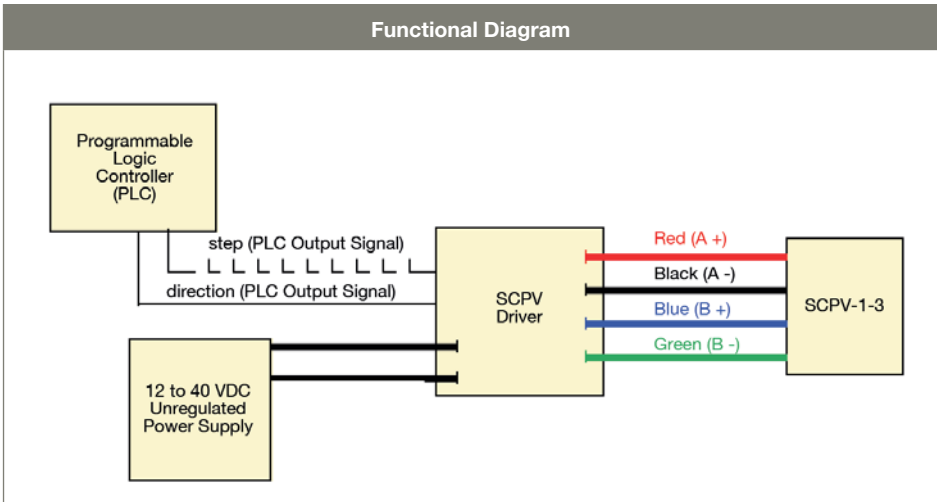 Functional Diagram
Programmable
Logic
Controller
(PLC)
step (PLC Output Signal)
direction (PLC Output Signal)
12 to 40 VDC
Unregulated
Power Supply
SCPV
Driver
Red (A +)
Black (A -)
Blue (B +)
Green (B -)
SCPV-1-3